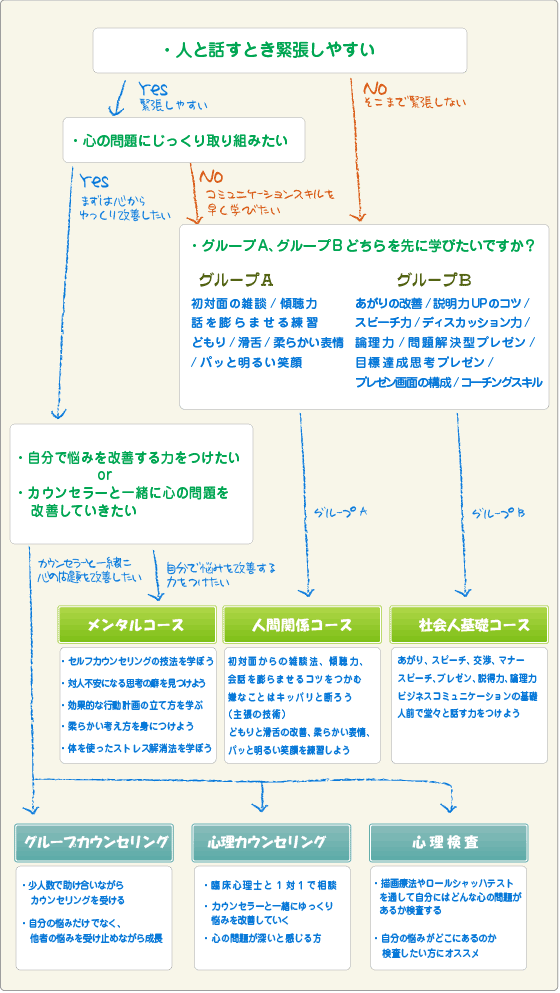 ・人と話すとき緊張しやすい
Yes
緊張しやすい
No
そこまで緊張しない
・心の問題にじっくり取り組みたい
Yes
まずは心から
ゆっくり改善したい
No
コミュニケーションスキルを
早く学びたい
・グループA、グループBどちらを先に学びたいですか？
グループA
初対面の雑談/傾聴力
話を膨らませる練習
どもり/滑舌/柔らかい表情
/パッと明るい笑顔
グループB
あがりの改善/説明力UPのコツ/
スピーチ力/ディスカッション力/
論理力/問題解決型プレゼン/
目標達成思考プレゼン/
プレゼン画面の構成/コーチングスキル
・自分で悩みを改善する力をつけたい
or
・カウンセラーと一緒に心の問題を
改善していきたい
グループA
グループB
カウンセラーと一緒に
心の問題を改善したい
自分で悩みを改善する
力をつけたい
メンタルコース
・セルフカウンセリングの技法を学ぼう
・対人不安になる思考の癖を見つけよう
・効果的な行動計画の立て方を学ぶ
・柔らかい考え方を身につけよう
・体を使ったストレス解消法を学ぼう
人間関係コース
初対面からの雑談法、傾聴力、
会話を膨らませるコツをつかむ
嫌なことはキッパリと断ろう
（主張の技術）
どもりと滑舌の改善、柔らかい表情、
パッと明るい笑顔を練習しよう
社会人基礎コース
あがり、スピーチ、交渉、マナー
スピーチ、プレゼン、説得力、論理力
ビジネスコミュニケーションの基礎
人前で堂々と話す力をつけよう
グループカウンセリング
・少人数で助け合いながら
カウンセリングを受ける
・自分の悩みだけでなく、
他者の悩みを受け止めながら成長
心理カウンセリング
・臨床心理士と1対1で相談
・カウンセラーと一緒にゆっくり
悩みを改善していく
・心の問題が深いと感じる方
心理検査
・描画療法やロールシャッハテスト
を通して自分にはどんな心の問題が
あるか検査する
・自分の悩みがどこにあるのか
検査したい方にオススメ